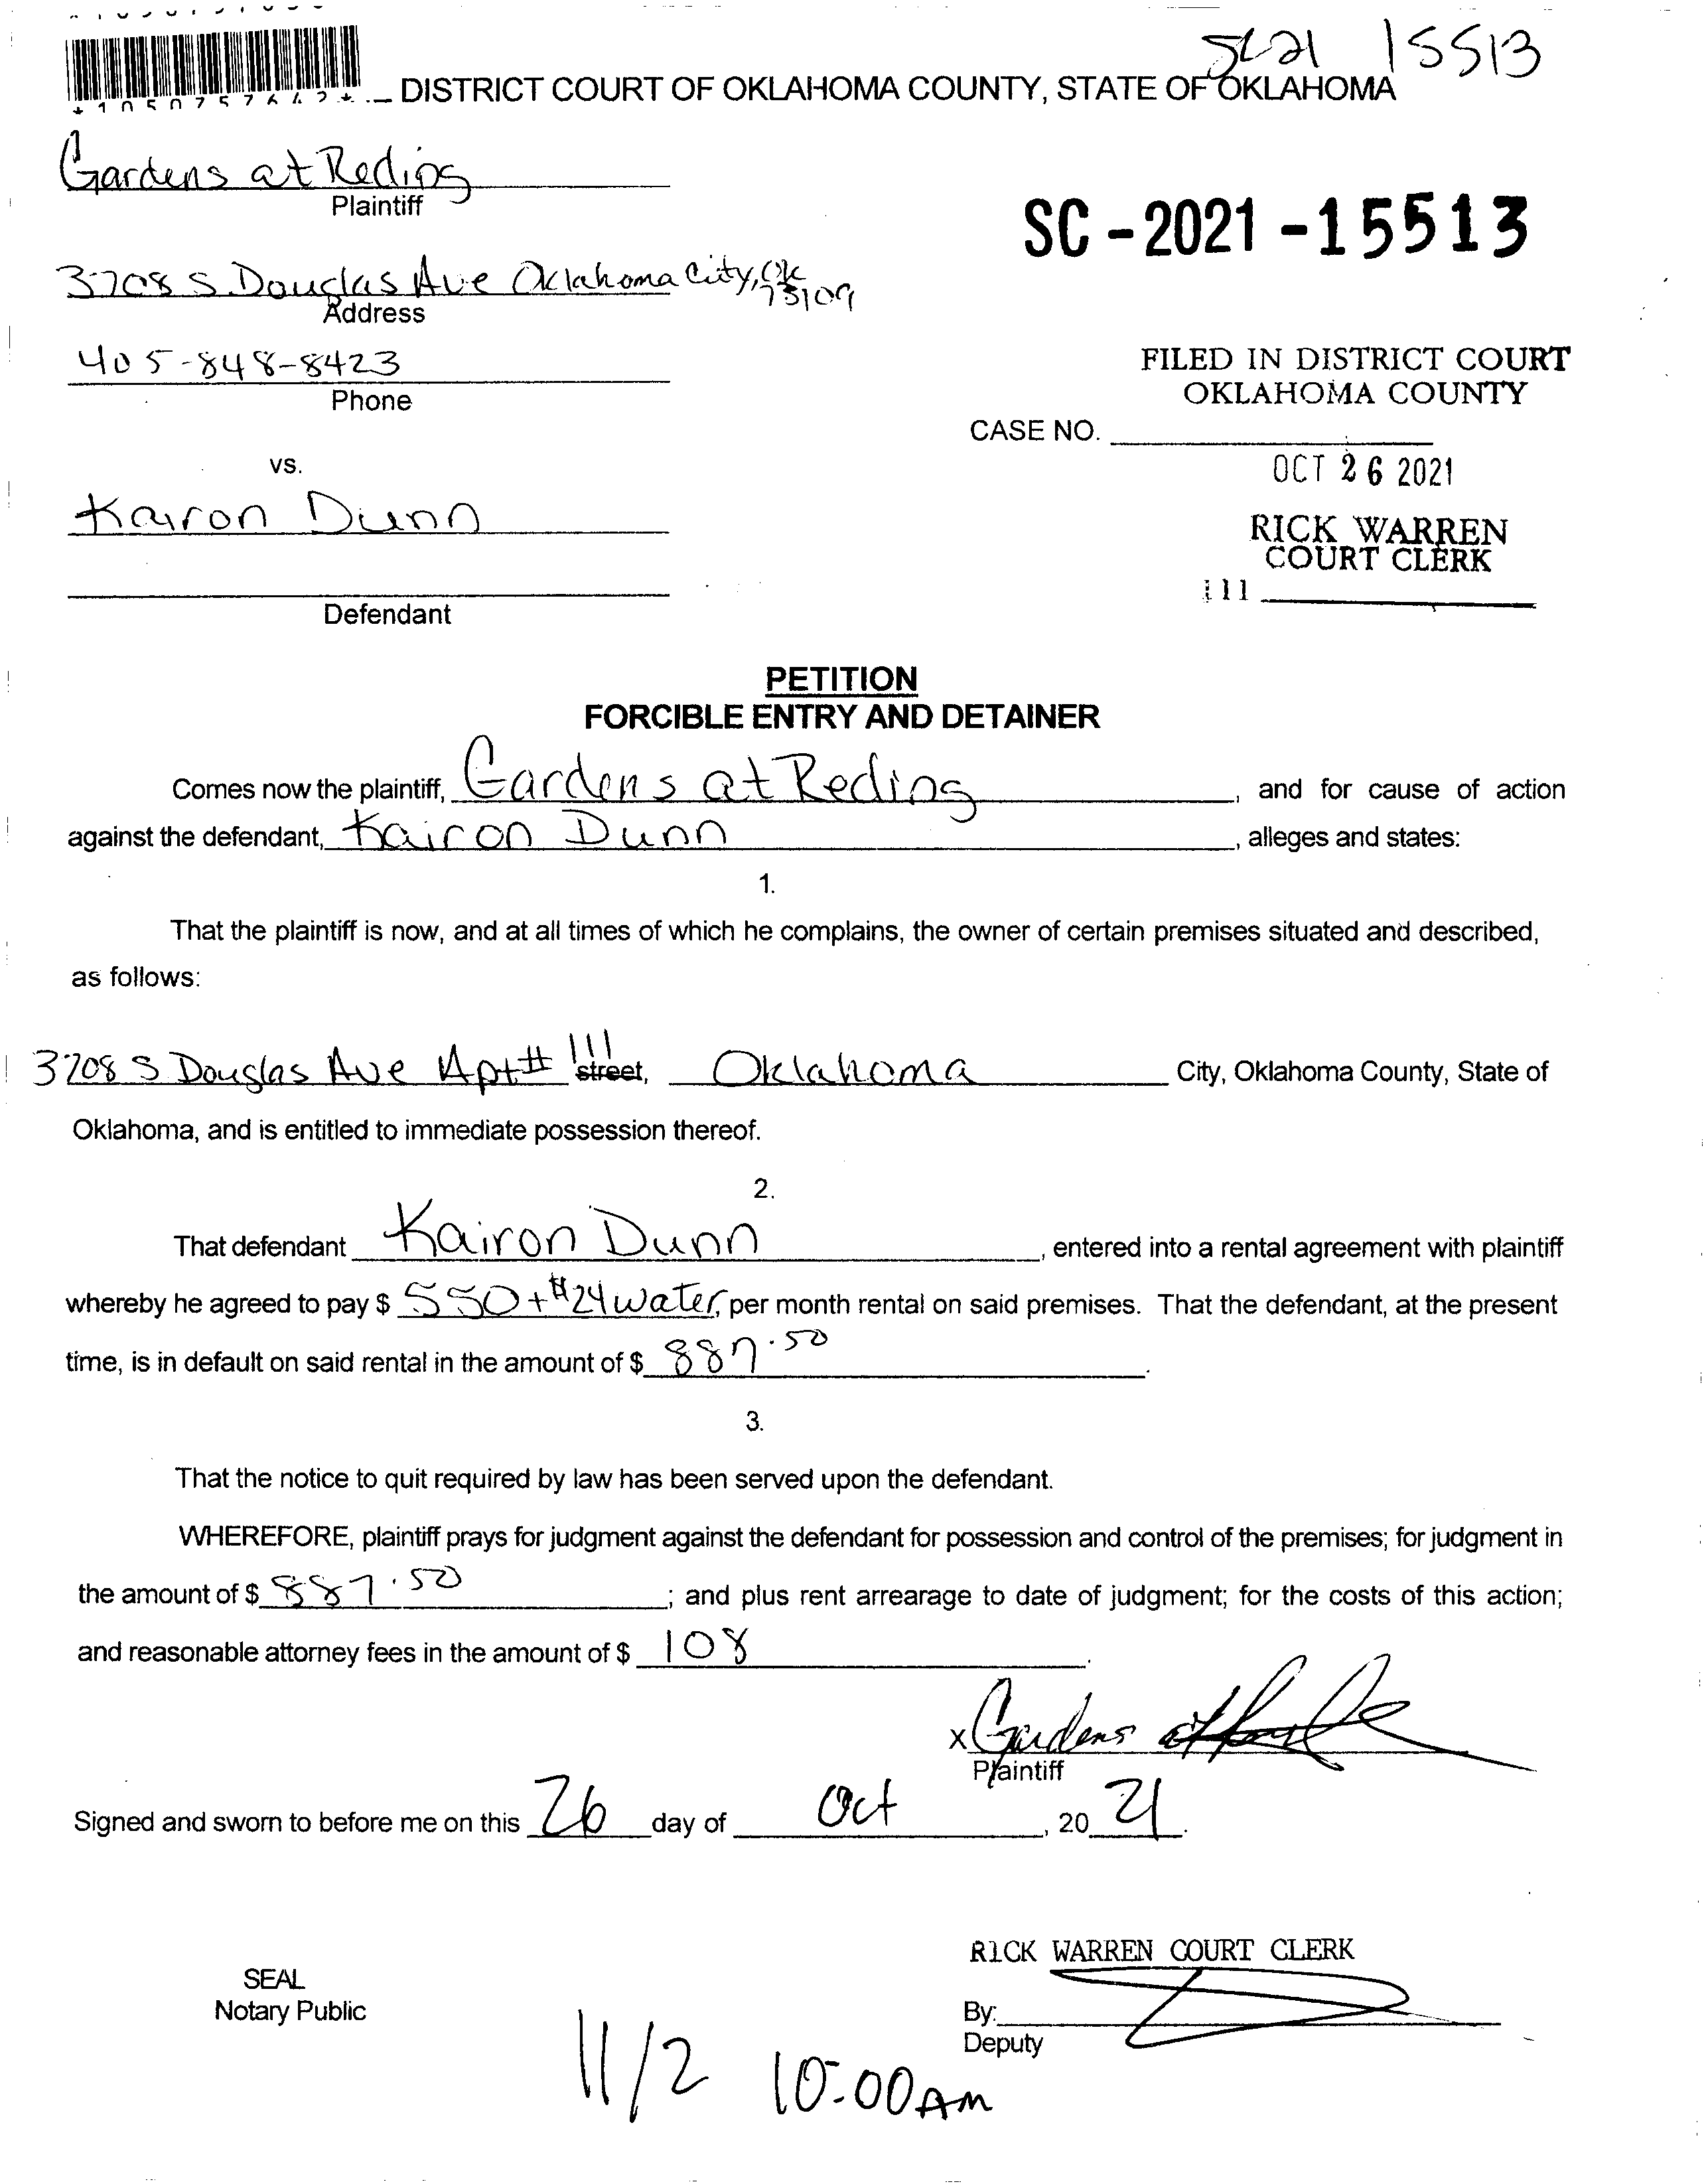 SC21 15513
*1050757642*
DISTRICT COURT OF OKLAHOMA COUNTY, STATE OF OKLAHOMA
Gardens at Reding
Plaintiff
SC-2021-15513
3708 S. Douglas Ave Oklahoma City, Ok 73109
Address
405-848-8423
Phone
FILED IN DISTRICT COURT
OKLAHOMA COUNTY
CASE NO.
OCT 26 2021
vs.
Kairon Dunn
RICK WARREN
COURT CLERK
111
Defendant
PETITION
FORCIBLE ENTRY AND DETAINER
Comes now the plaintiff, Gardens at Reding, and for cause of action
against the defendant, Kairon Dunn, alleges and states:
1.
That the plaintiff is now, and at all times of which he complains, the owner of certain premises situated and described,
as follows:
3708 S Douglas Ave Apt# 111 street, Oklahoma City, Oklahoma County, State of
Oklahoma, and is entitled to immediate possession thereof.
2.
That defendant Kairon Dunn, entered into a rental agreement with plaintiff
whereby he agreed to pay $ 550+$24 water, per month rental on said premises. That the defendant, at the present
time, is in default on said rental in the amount of $ 887.50.
3.
That the notice to quit required by law has been served upon the defendant.
WHEREFORE, plaintiff prays for judgment against the defendant for possession and control of the premises; for judgment in
the amount of $ 887.50; and plus rent arrearage to date of judgment; for the costs of this action;
and reasonable attorney fees in the amount of $ 108.
x Gardens at
Plaintiff
Signed and sworn to before me on this 26 day of Oct, 20 21.
RICK WARREN COURT CLERK
SEAL
Notary Public
By:
Deputy
11/2 10:00 AM